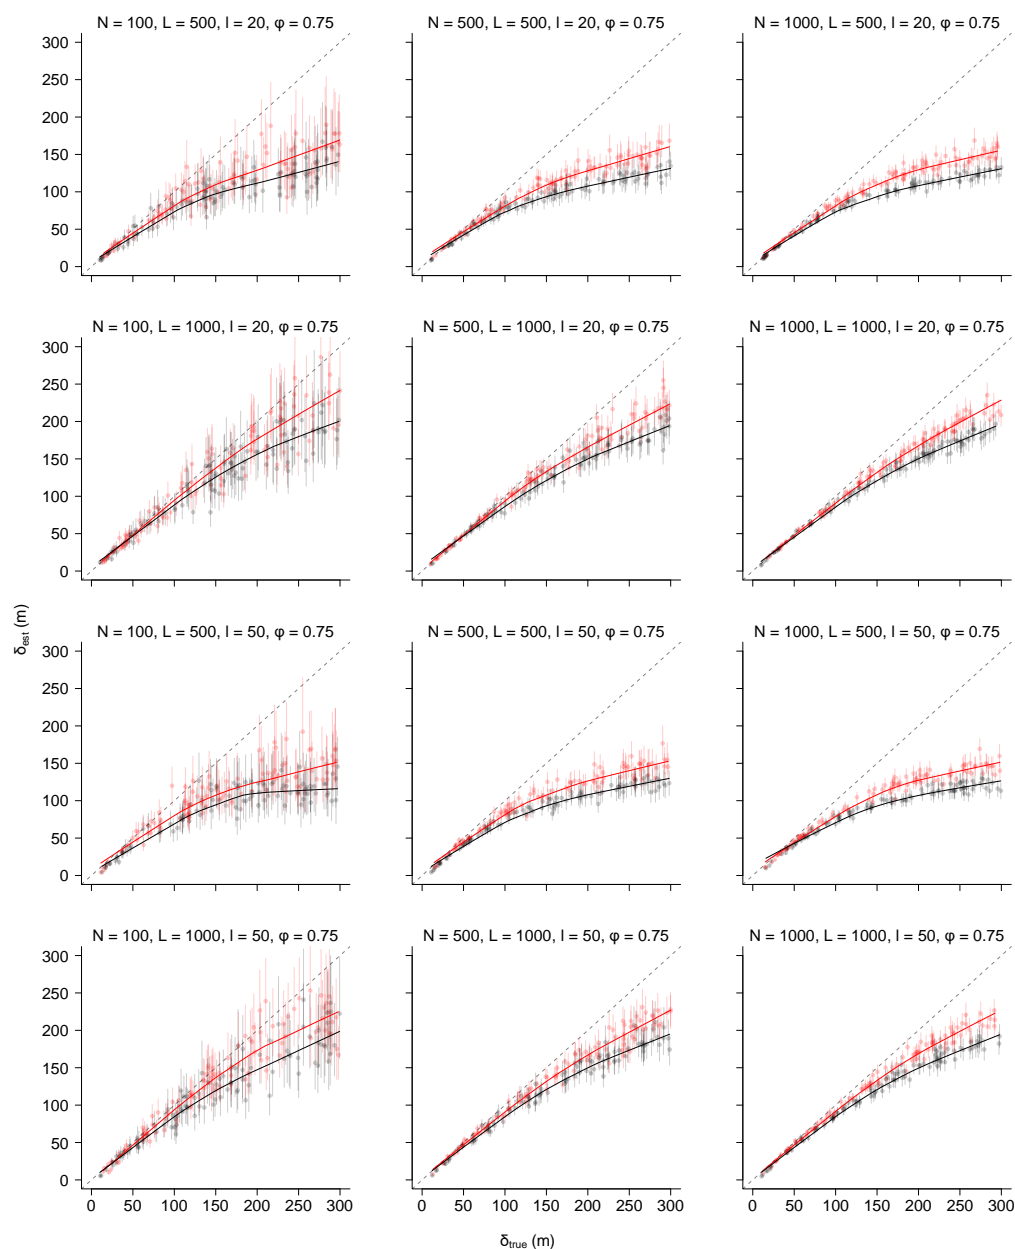 N = 100, L = 500, l = 20, φ = 0.75
N = 500, L = 500, l = 20, φ = 0.75
N = 1000, L = 500, l = 20, φ = 0.75
300
250
200
150
100
50
0
N = 100, L = 1000, l = 20, φ = 0.75
N = 500, L = 1000, l = 20, φ = 0.75
N = 1000, L = 1000, l = 20, φ = 0.75
300
250
200
150
100
50
0
δest (m)
N = 100, L = 500, l = 50, φ = 0.75
N = 500, L = 500, l = 50, φ = 0.75
N = 1000, L = 500, l = 50, φ = 0.75
300
250
200
150
100
50
0
N = 100, L = 1000, l = 50, φ = 0.75
N = 500, L = 1000, l = 50, φ = 0.75
N = 1000, L = 1000, l = 50, φ = 0.75
300
250
200
150
100
50
0
0 50 100 150 200 250 300
0 50 100 150 200 250 300
0 50 100 150 200 250 300
δtrue (m)